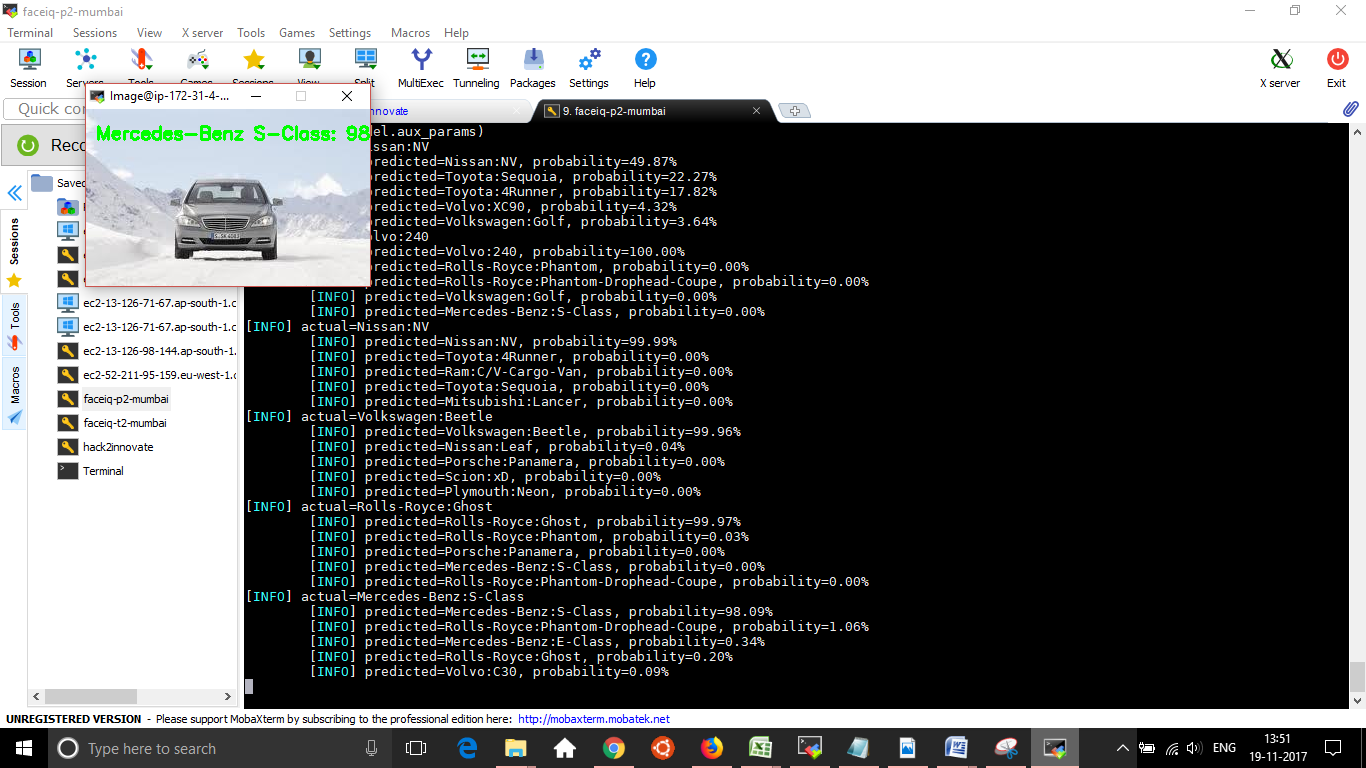 faceiq-p2-mumbai
Terminal Sessions View X server Tools Games Settings Macros Help
Session Servers Tools Games Sessions View Split MultiExec Tunneling Packages Settings Help X server Exit
Image@ip-172-31-4-...
Quick con
nnovate
9. faceiq-p2-mumbai
Mercedes-Benz S-Class: 98
Reco
Saved
Sessions
Tools
Macros
ec2-13-126-71-67.ap-south-1.c
ec2-13-126-71-67.ap-south-1.c
ec2-13-126-98-144.ap-south-1.
ec2-52-211-95-159.eu-west-1.c
faceiq-p2-mumbai
faceiq-t2-mumbai
hack2innovate
Terminal
el.aux_params)
issan:NV
predicted=Nissan:NV, probability=49.87%
predicted=Toyota:Sequoia, probability=22.27%
predicted=Toyota:4Runner, probability=17.82%
predicted=Volvo:XC90, probability=4.32%
predicted=Volkswagen:Golf, probability=3.64%
olvo:240
predicted=Volvo:240, probability=100.00%
predicted=Rolls-Royce:Phantom, probability=0.00%
predicted=Rolls-Royce:Phantom-Drophead-Coupe, probability=0.00%
[INFO] predicted=Volkswagen:Golf, probability=0.00%
[INFO] predicted=Mercedes-Benz:S-Class, probability=0.00%
[INFO] actual=Nissan:NV
[INFO] predicted=Nissan:NV, probability=99.99%
[INFO] predicted=Toyota:4Runner, probability=0.00%
[INFO] predicted=Ram:C/V-Cargo-Van, probability=0.00%
[INFO] predicted=Toyota:Sequoia, probability=0.00%
[INFO] predicted=Mitsubishi:Lancer, probability=0.00%
[INFO] actual=Volkswagen:Beetle
[INFO] predicted=Volkswagen:Beetle, probability=99.96%
[INFO] predicted=Nissan:Leaf, probability=0.04%
[INFO] predicted=Porsche:Panamera, probability=0.00%
[INFO] predicted=Scion:xD, probability=0.00%
[INFO] predicted=Plymouth:Neon, probability=0.00%
[INFO] actual=Rolls-Royce:Ghost
[INFO] predicted=Rolls-Royce:Ghost, probability=99.97%
[INFO] predicted=Rolls-Royce:Phantom, probability=0.03%
[INFO] predicted=Porsche:Panamera, probability=0.00%
[INFO] predicted=Mercedes-Benz:S-Class, probability=0.00%
[INFO] predicted=Rolls-Royce:Phantom-Drophead-Coupe, probability=0.00%
[INFO] actual=Mercedes-Benz:S-Class
[INFO] predicted=Mercedes-Benz:S-Class, probability=98.09%
[INFO] predicted=Rolls-Royce:Phantom-Drophead-Coupe, probability=1.06%
[INFO] predicted=Mercedes-Benz:E-Class, probability=0.34%
[INFO] predicted=Rolls-Royce:Ghost, probability=0.20%
[INFO] predicted=Volvo:C30, probability=0.09%
UNREGISTERED VERSION - Please support MobaXterm by subscribing to the professional edition here: http://mobaxterm.mobatek.net
Type here to search
ENG
13:51
19-11-2017